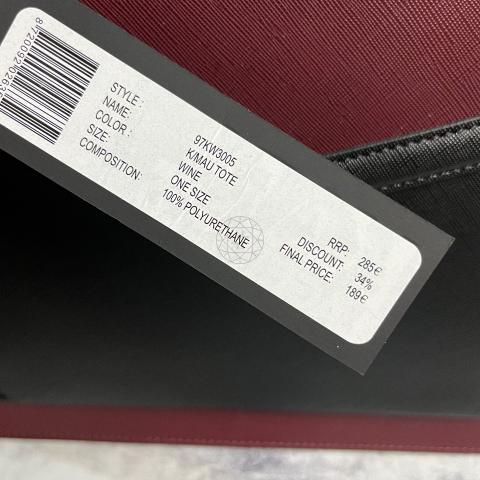 STYLE : 97KW3005
NAME: K/MAU TOTE
COLOR : WINE
SIZE: ONE SIZE
COMPOSITION: 100% POLYURETHANE
RRP: 285€
DISCOUNT: 34%
FINAL PRICE: 189€